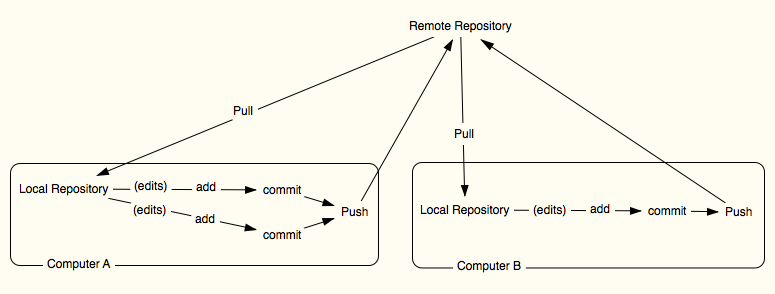 Remote Repository
Pull
Pull
Local Repository (edits) add commit
(edits) add commit
Push
Computer A
Local Repository (edits) add commit Push
Computer B